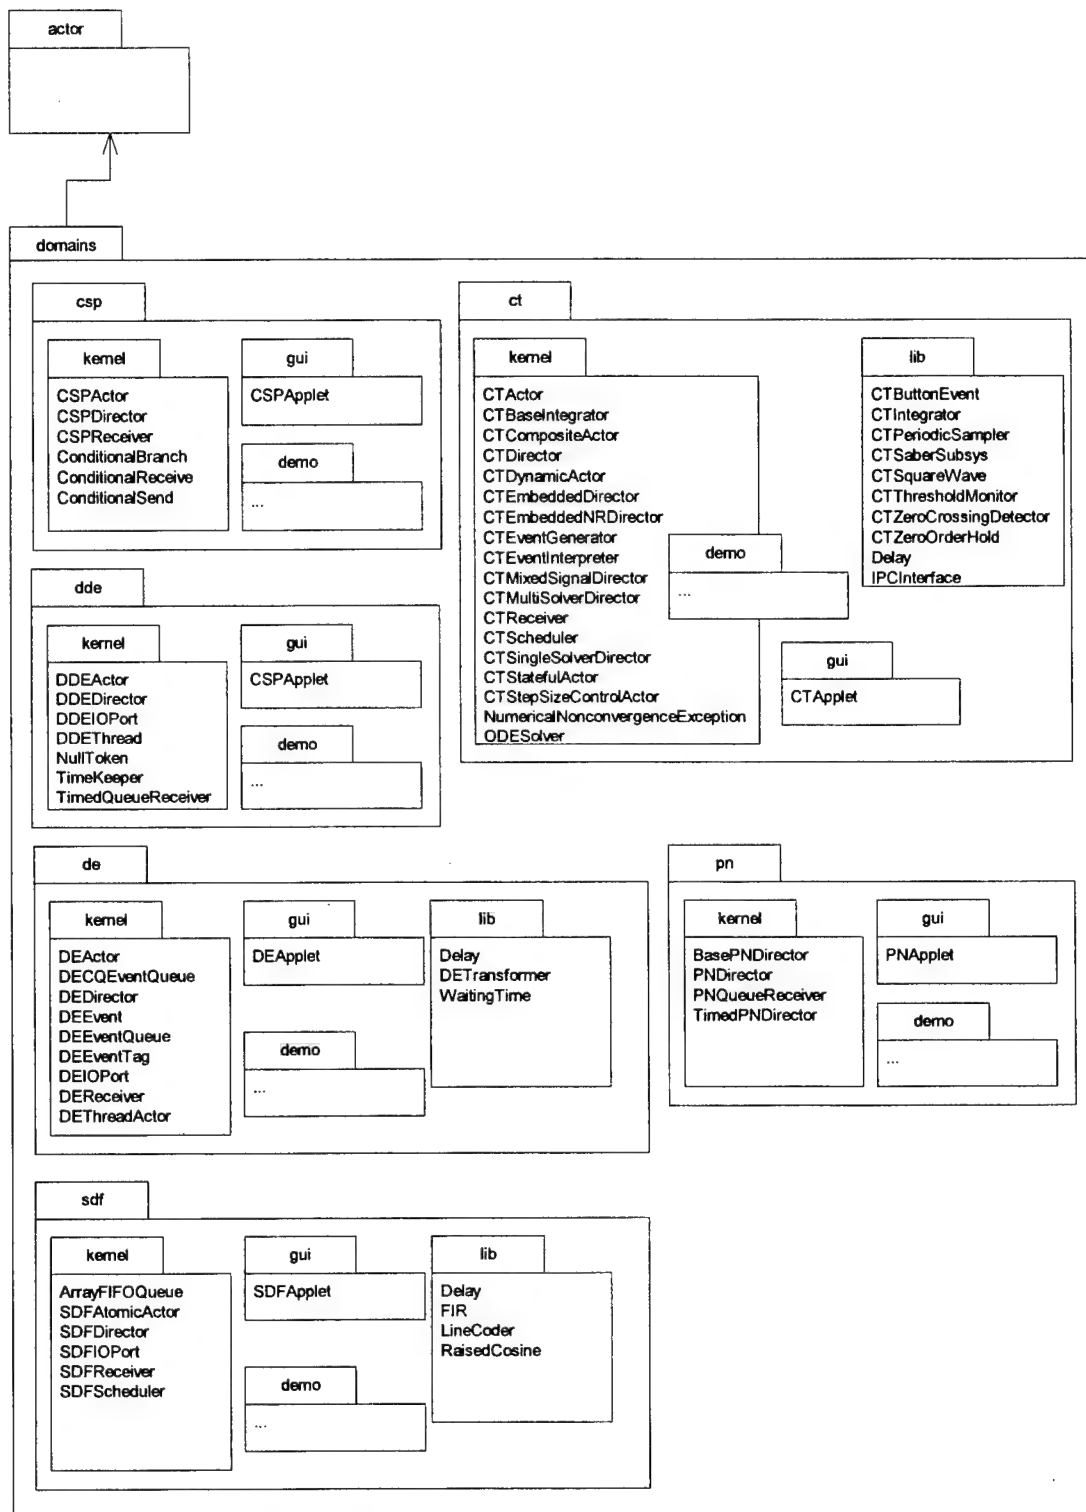 actor
domains
csp
kernel
CSPActor
CSPDirector
CSPReceiver
ConditionalBranch
ConditionalReceive
ConditionalSend
gui
CSPApplet
demo
...
ct
kernel
CTActor
CTBaseIntegrator
CTCompositeActor
CTDirector
CTDynamicActor
CTEmbeddedDirector
CTEmbeddedNRDirector
CTEventGenerator
CTEventInterpreter
CTMixedSignalDirector
CTMultiSolverDirector
CTReceiver
CTScheduler
CTSingleSolverDirector
CTStatefulActor
CTStepSizeControlActor
NumericalNonconvergenceException
ODESolver
demo
...
lib
CTButtonEvent
CTIntegrator
CTPeriodicSampler
CTSaberSubsys
CTSquareWave
CTThresholdMonitor
CTZeroCrossingDetector
CTZeroOrderHold
Delay
IPCInterface
gui
CTApplet
dde
kernel
DDEActor
DDEDirector
DDEIOPort
DDEThread
NullToken
TimeKeeper
TimedQueueReceiver
gui
CSPApplet
demo
...
de
kernel
DEActor
DECQEventQueue
DEDirector
DEEvent
DEEventQueue
DEEventTag
DEIOPort
DEReceiver
DEThreadActor
gui
DEApplet
demo
...
lib
Delay
DETransformer
WaitingTime
pn
kernel
BasePNDirector
PNDirector
PNQueueReceiver
TimedPNDirector
gui
PNApplet
demo
...
sdf
kernel
ArrayFIFOQueue
SDFAtomicActor
SDFDirector
SDFIOPort
SDFReceiver
SDFScheduler
gui
SDFApplet
demo
...
lib
Delay
FIR
LineCoder
RaisedCosine